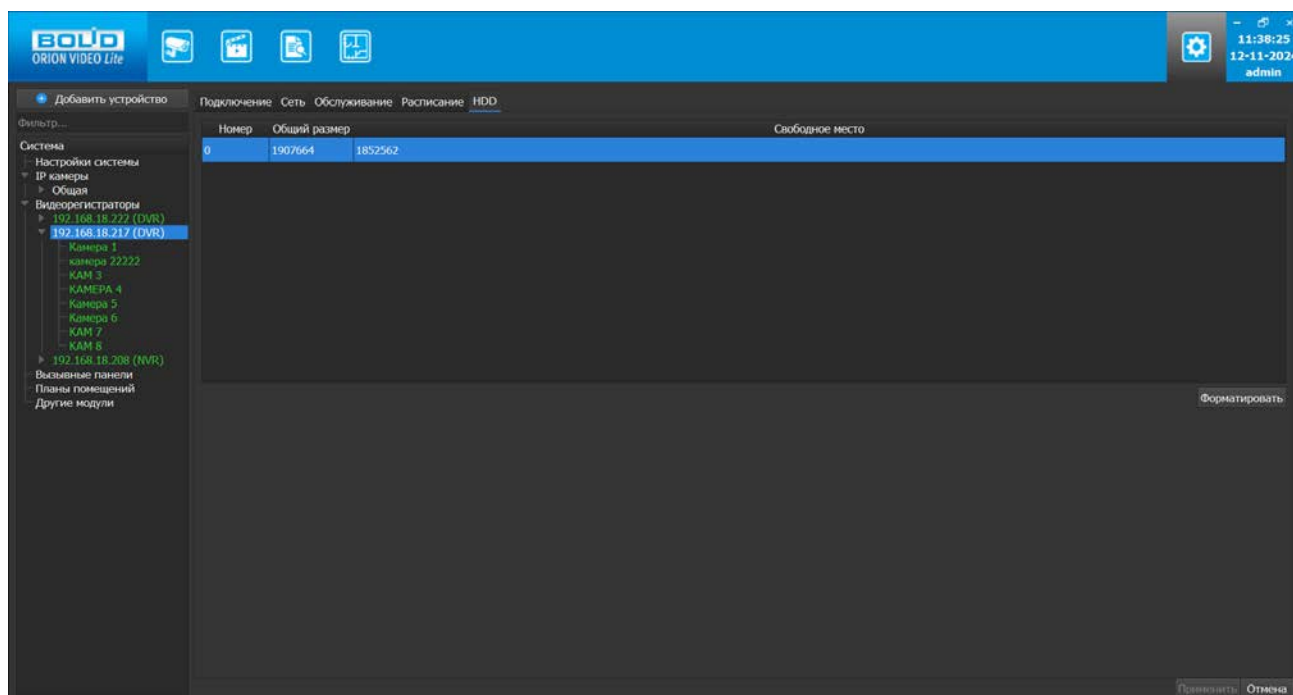 BOLID
ORION VIDEO Lite
11:38:25
12-11-202
admin
Добавить устройство
Фильтр...
Система
Настройки системы
IP камеры
Общая
Видеорегистраторы
192.168.18.222 (DVR)
192.168.18.217 (DVR)
Камера 1
камера 22222
КАМ 3
КАМЕРА 4
Камера 5
Камера 6
КАМ 7
КАМ 8
192.168.18.208 (NVR)
Вызывные панели
Планы помещений
Другие модули
Подключение Сеть Обслуживание Расписание HDD
Номер Общий размер Свободное место
0 1907664 1852562
Форматировать
Применить Отмена